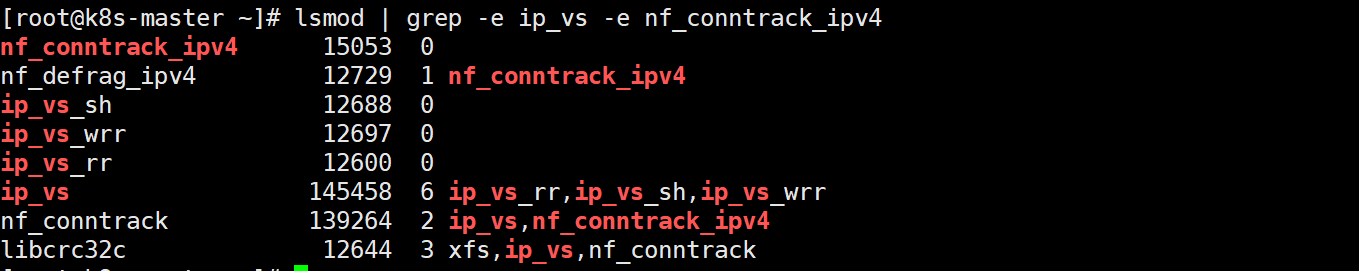 [root@k8s-master ~]# lsmod | grep -e ip_vs -e nf_conntrack_ipv4
nf_conntrack_ipv4      15053  0
nf_defrag_ipv4         12729  1 nf_conntrack_ipv4
ip_vs_sh               12688  0
ip_vs_wrr              12697  0
ip_vs_rr               12600  0
ip_vs                 145458  6 ip_vs_rr,ip_vs_sh,ip_vs_wrr
nf_conntrack          139264  2 ip_vs,nf_conntrack_ipv4
libcrc32c              12644  3 xfs,ip_vs,nf_conntrack